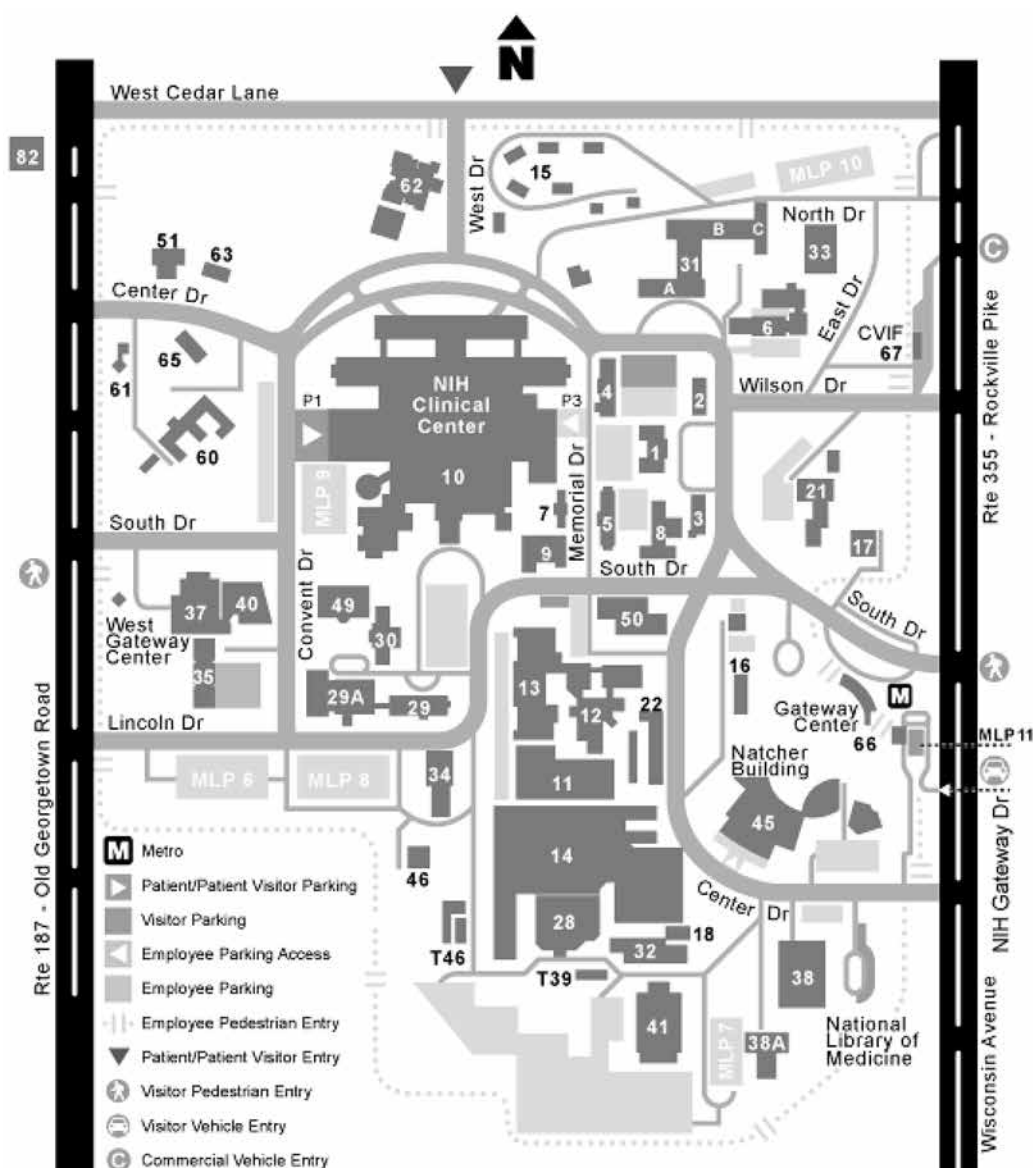 N
West Cedar Lane
82
15
MLP 10
62
West Dr
North Dr
B
C
33
51
63
31
C
Center Dr
A
6
East Dr
CVIF
67
65
61
NIH
Clinical
Center
4
2
Wilson Dr
Rte 355 - Rockville Pike
P1
P3
60
1
10
MLP 9
Memorial Dr
21
7
5
3
8
South Dr
9
17
South Dr
37
40
Convent Dr
49
50
South Dr
West
Gateway
Center
30
16
35
13
M
29A
29
12
22
Gateway
Center
Lincoln Dr
66
MLP 11
Natcher
Building
MLP 6
MLP 8
34
11
45
NIH Gateway Dr
14
46
Center Dr
28
18
T46
32
38
T39
41
MLP 7
38A
National
Library of
Medicine
Rte 187 - Old Georgetown Road
Wisconsin Avenue
M Metro
Patient/Patient Visitor Parking
Visitor Parking
Employee Parking Access
Employee Parking
Employee Pedestrian Entry
Patient/Patient Visitor Entry
Visitor Pedestrian Entry
Visitor Vehicle Entry
C Commercial Vehicle Entry